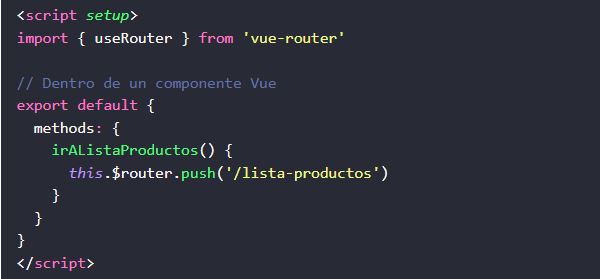 <script setup>
import { useRouter } from 'vue-router'

// Dentro de un componente Vue
export default {
  methods: {
    irAListaProductos() {
      this.$router.push('/lista-productos')
    }
  }
}
</script>